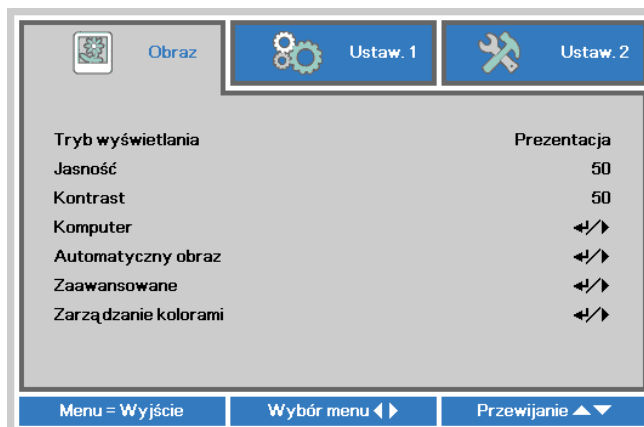 Obraz Ustaw. 1 Ustaw. 2
Tryb wyświetlania Prezentacja
Jasność 50
Kontrast 50
Komputer ↵/▶
Automatyczny obraz ↵/▶
Zaawansowane ↵/▶
Zarządzanie kolorami ↵/▶
Menu = Wyjście Wybór menu ◀▶ Przewijanie ▲▼